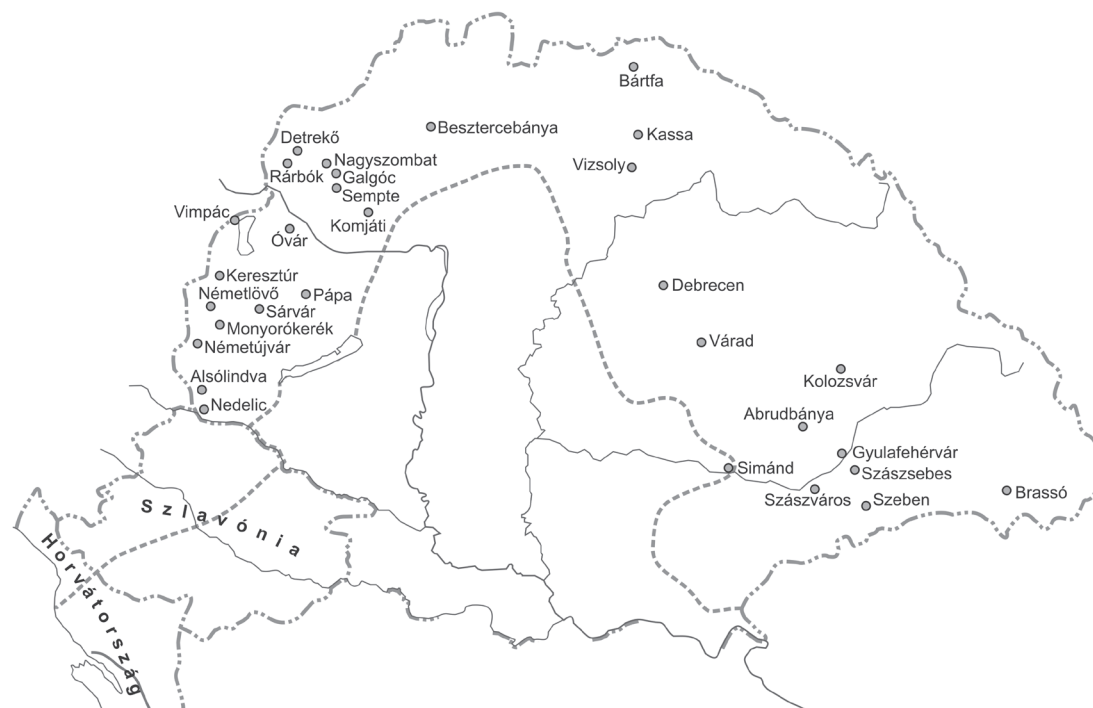 Bártfa
Besztercebánya
Kassa
Detrekő
Nagyszombat
Rárbók
Galgóc
Vizsoly
Sempte
Vimpác
Komjáti
Óvár
Keresztúr
Debrecen
Németlövő
Pápa
Sárvár
Monyorókerék
Németújvár
Várad
Alsólindva
Kolozsvár
Nedelic
Abrudbánya
Gyulafehérvár
Simánd
Szászsebes
Szászváros
Szeben
Brassó
Szlavónia
Horvátország